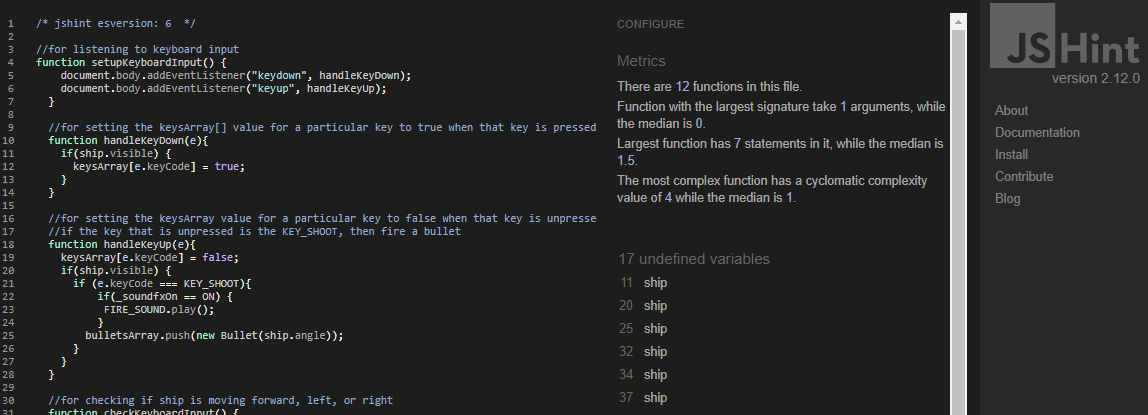 1 /* jshint esversion: 6  */
2
3 //for listening to keyboard input
4 function setupKeyboardInput() {
5 document.body.addEventListener("keydown", handleKeyDown);
6 document.body.addEventListener("keyup", handleKeyUp);
7 }
8
9 //for setting the keysArray[] value for a particular key to true when that key is pressed
10 function handleKeyDown(e){
11 if(ship.visible) {
12 keysArray[e.keyCode] = true;
13 }
14 }
15
16 //for setting the keysArray value for a particular key to false when that key is unpresse
17 //if the key that is unpressed is the KEY_SHOOT, then fire a bullet
18 function handleKeyUp(e){
19 keysArray[e.keyCode] = false;
20 if(ship.visible) {
21 if (e.keyCode === KEY_SHOOT){
22 if(_soundfxOn == ON) {
23 FIRE_SOUND.play();
24 }
25 bulletsArray.push(new Bullet(ship.angle));
26 }
27 }
28 }
29
30 //for checking if ship is moving forward, left, or right
31 function checkKeyboardInput() {
CONFIGURE
Metrics
There are 12 functions in this file.
Function with the largest signature take 1 arguments, while
the median is 0.
Largest function has 7 statements in it, while the median is
1.5.
The most complex function has a cyclomatic complexity
value of 4 while the median is 1.
17 undefined variables
11 ship
20 ship
25 ship
32 ship
34 ship
37 ship
JSHint
version 2.12.0
About
Documentation
Install
Contribute
Blog